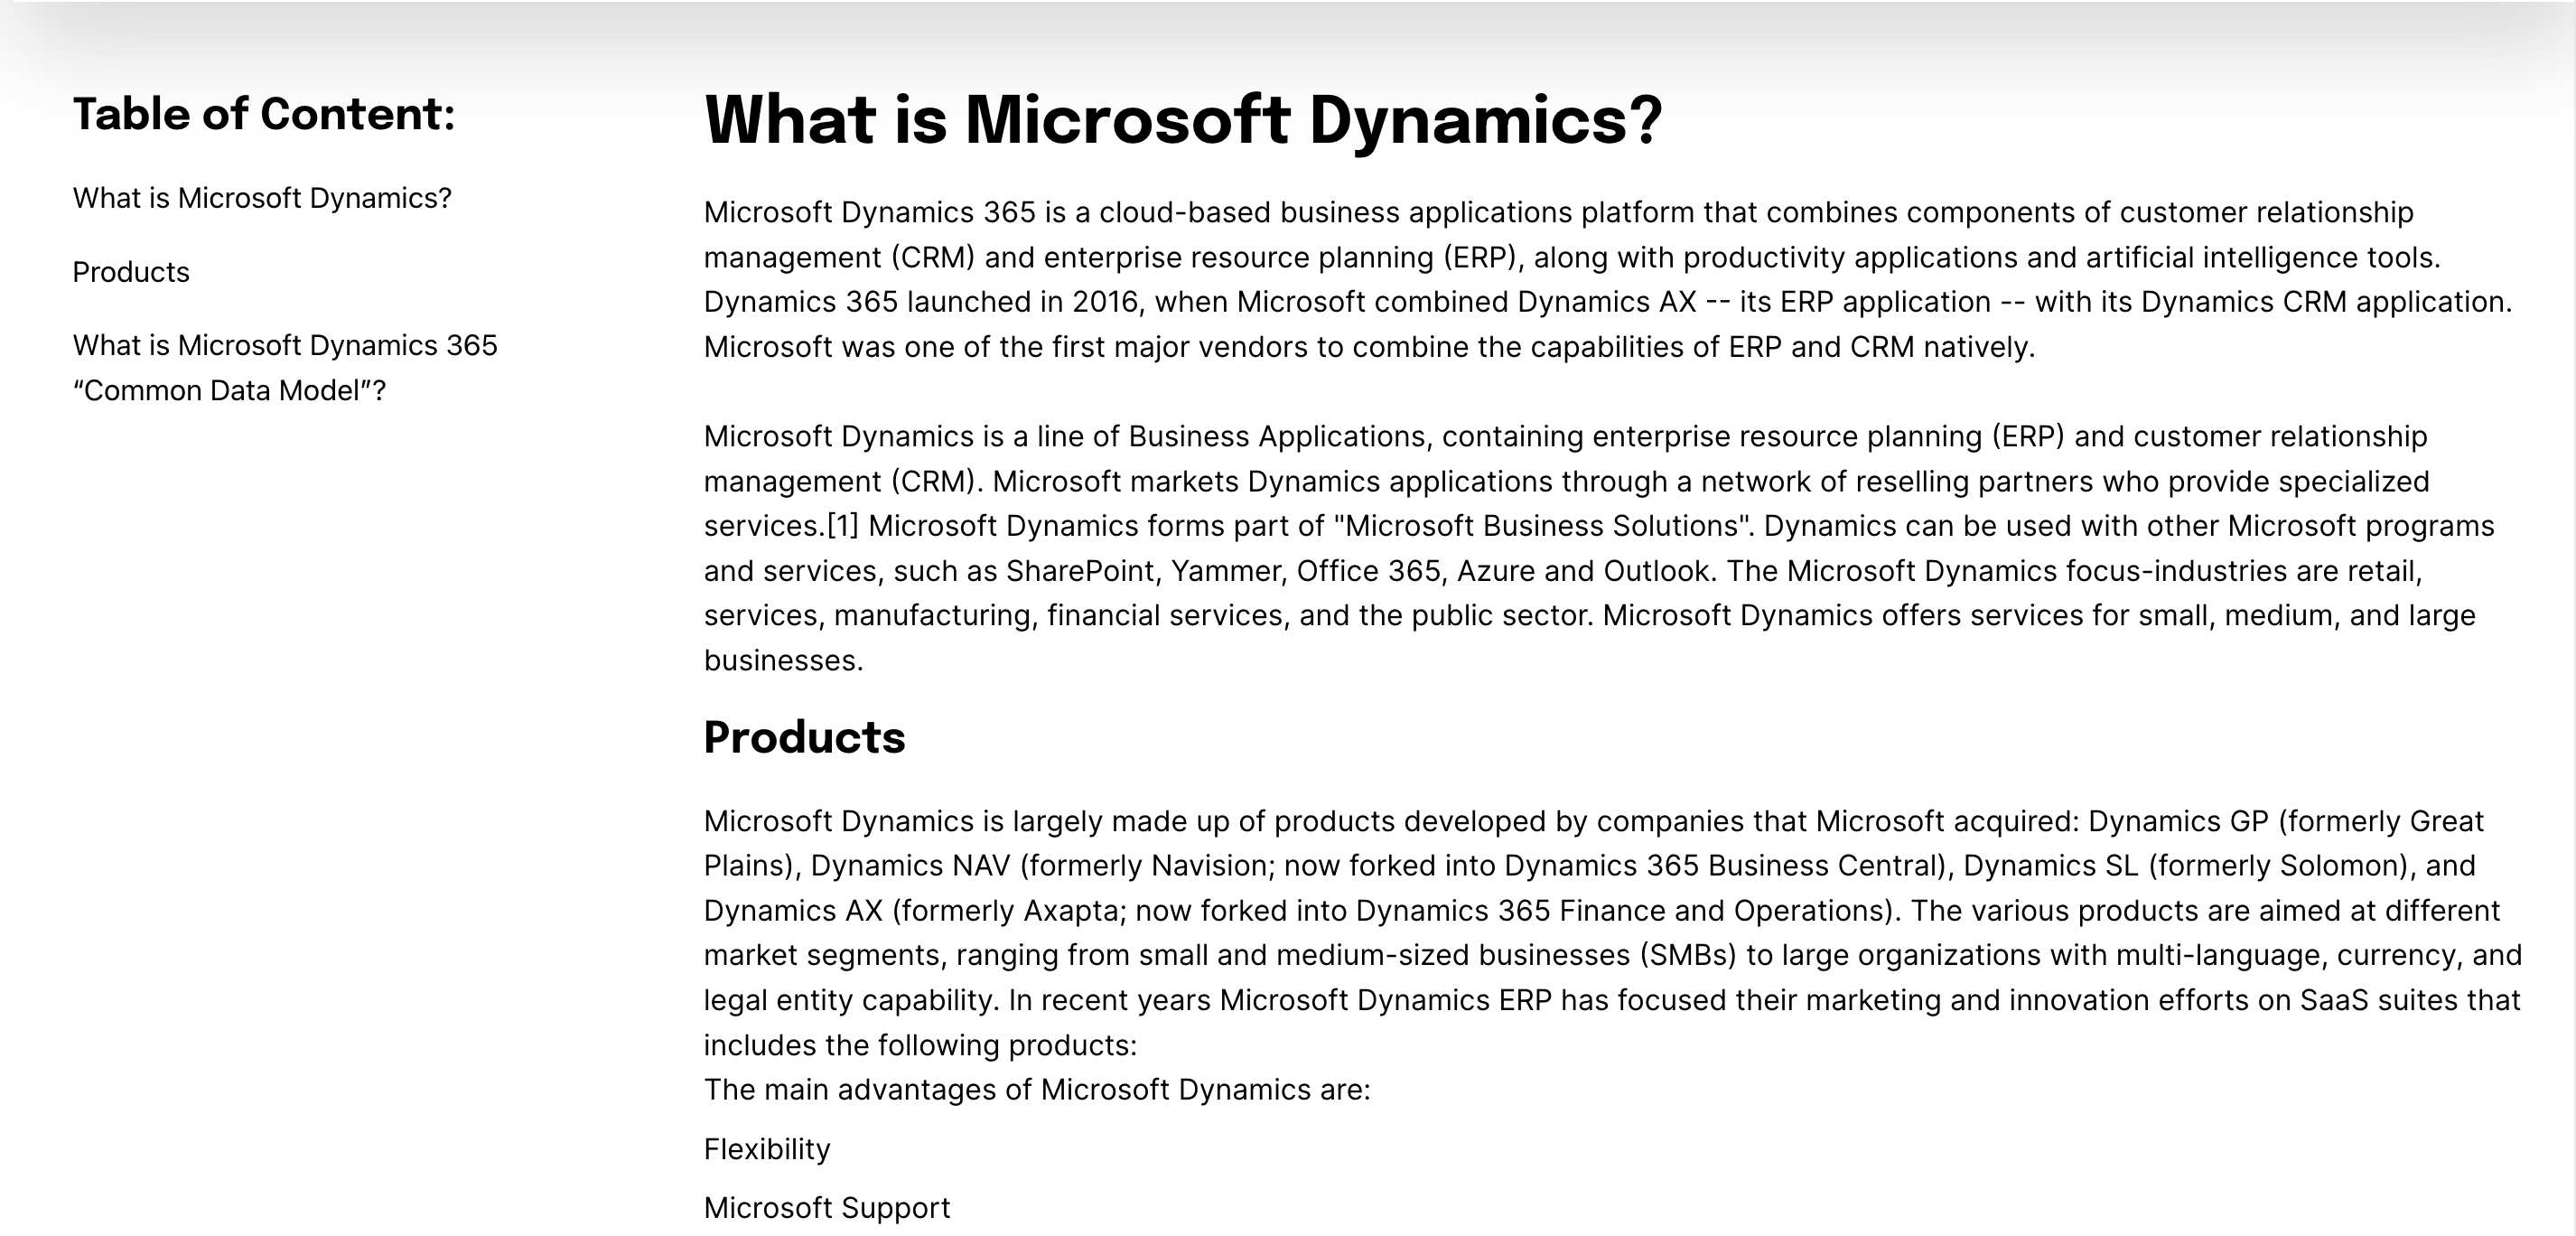 Table of Content:
What is Microsoft Dynamics?
Products
What is Microsoft Dynamics 365
“Common Data Model”?
What is Microsoft Dynamics?
Microsoft Dynamics 365 is a cloud-based business applications platform that combines components of customer relationship
management (CRM) and enterprise resource planning (ERP), along with productivity applications and artificial intelligence tools.
Dynamics 365 launched in 2016, when Microsoft combined Dynamics AX -- its ERP application -- with its Dynamics CRM application.
Microsoft was one of the first major vendors to combine the capabilities of ERP and CRM natively.
Microsoft Dynamics is a line of Business Applications, containing enterprise resource planning (ERP) and customer relationship
management (CRM). Microsoft markets Dynamics applications through a network of reselling partners who provide specialized
services.[1] Microsoft Dynamics forms part of "Microsoft Business Solutions". Dynamics can be used with other Microsoft programs
and services, such as SharePoint, Yammer, Office 365, Azure and Outlook. The Microsoft Dynamics focus-industries are retail,
services, manufacturing, financial services, and the public sector. Microsoft Dynamics offers services for small, medium, and large
businesses.
Products
Microsoft Dynamics is largely made up of products developed by companies that Microsoft acquired: Dynamics GP (formerly Great
Plains), Dynamics NAV (formerly Navision; now forked into Dynamics 365 Business Central), Dynamics SL (formerly Solomon), and
Dynamics AX (formerly Axapta; now forked into Dynamics 365 Finance and Operations). The various products are aimed at different
market segments, ranging from small and medium-sized businesses (SMBs) to large organizations with multi-language, currency, and
legal entity capability. In recent years Microsoft Dynamics ERP has focused their marketing and innovation efforts on SaaS suites that
includes the following products:
The main advantages of Microsoft Dynamics are:
Flexibility
Microsoft Support